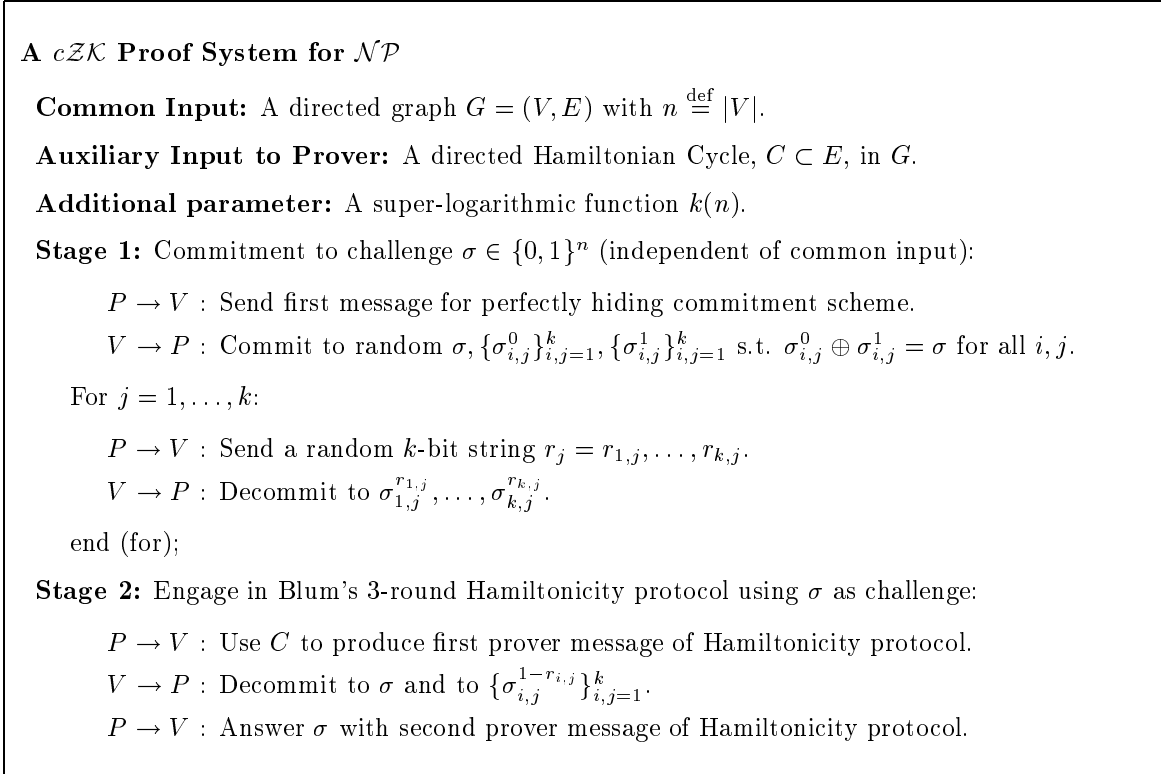 A cZK Proof System for NP
Common Input: A directed graph G = (V, E) with n def= |V|.
Auxiliary Input to Prover: A directed Hamiltonian Cycle, C ⊂ E, in G.
Additional parameter: A super-logarithmic function k(n).
Stage 1: Commitment to challenge σ ∈ {0, 1}^n (independent of common input):
P → V : Send first message for perfectly hiding commitment scheme.
V → P : Commit to random σ, {σ^0_{i,j}}^k_{i,j=1}, {σ^1_{i,j}}^k_{i,j=1} s.t. σ^0_{i,j} ⊕ σ^1_{i,j} = σ for all i, j.
For j = 1, . . . , k:
P → V : Send a random k-bit string r_j = r_{1,j}, . . . , r_{k,j}.
V → P : Decommit to σ^{r_{1,j}}_{1,j}, . . . , σ^{r_{k,j}}_{k,j}.
end (for);
Stage 2: Engage in Blum's 3-round Hamiltonicity protocol using σ as challenge:
P → V : Use C to produce first prover message of Hamiltonicity protocol.
V → P : Decommit to σ and to {σ^{1−r_{i,j}}_{i,j}}^k_{i,j=1}.
P → V : Answer σ with second prover message of Hamiltonicity protocol.